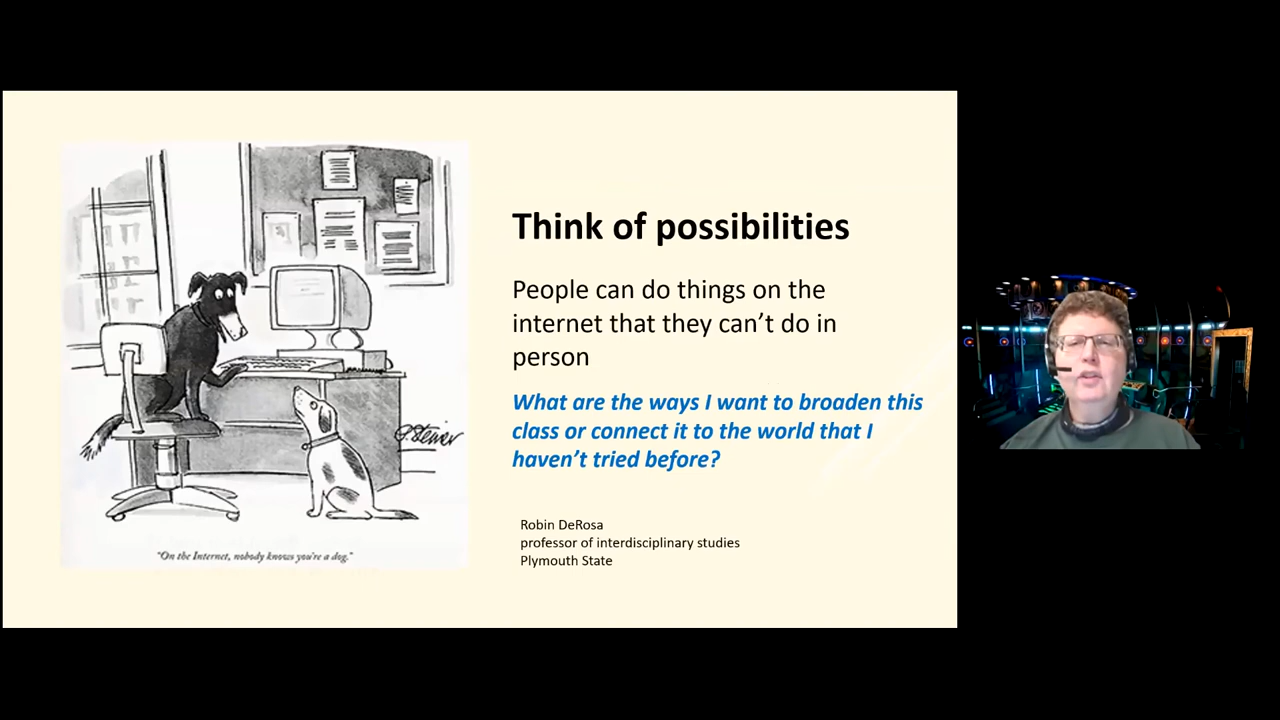 Think of possibilities
People can do things on the
internet that they can’t do in
person
What are the ways I want to broaden this
class or connect it to the world that I
haven’t tried before?
Robin DeRosa
professor of interdisciplinary studies
Plymouth State
P. Steiner
"On the Internet, nobody knows you're a dog."